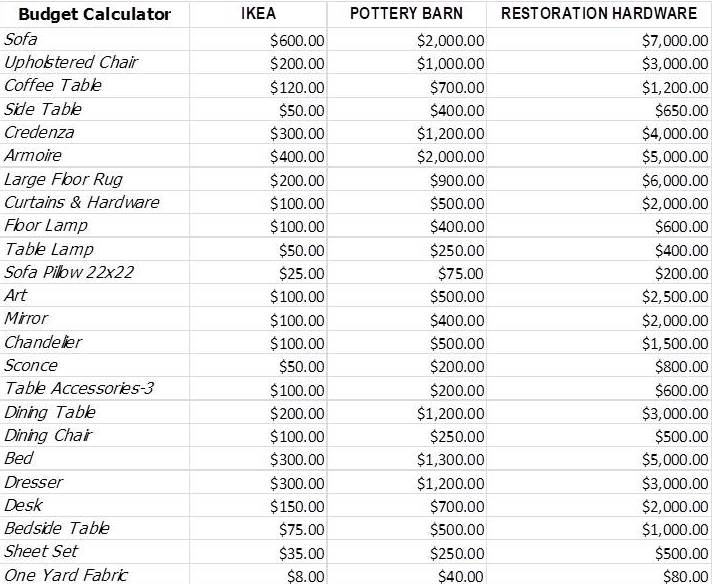 Budget Calculator IKEA POTTERY BARN RESTORATION HARDWARE
Sofa $600.00 $2,000.00 $7,000.00
Upholstered Chair $200.00 $1,000.00 $3,000.00
Coffee Table $120.00 $700.00 $1,200.00
Side Table $50.00 $400.00 $650.00
Credenza $300.00 $1,200.00 $4,000.00
Armoire $400.00 $2,000.00 $5,000.00
Large Floor Rug $200.00 $900.00 $6,000.00
Curtains & Hardware $100.00 $500.00 $2,000.00
Floor Lamp $100.00 $400.00 $600.00
Table Lamp $50.00 $250.00 $400.00
Sofa Pillow 22x22 $25.00 $75.00 $200.00
Art $100.00 $500.00 $2,500.00
Mirror $100.00 $400.00 $2,000.00
Chandelier $100.00 $500.00 $1,500.00
Sconce $50.00 $200.00 $800.00
Table Accessories-3 $100.00 $200.00 $600.00
Dining Table $200.00 $1,200.00 $3,000.00
Dining Chair $100.00 $250.00 $500.00
Bed $300.00 $1,300.00 $5,000.00
Dresser $300.00 $1,200.00 $3,000.00
Desk $150.00 $700.00 $2,000.00
Bedside Table $75.00 $500.00 $1,000.00
Sheet Set $35.00 $250.00 $500.00
One Yard Fabric $8.00 $40.00 $80.00